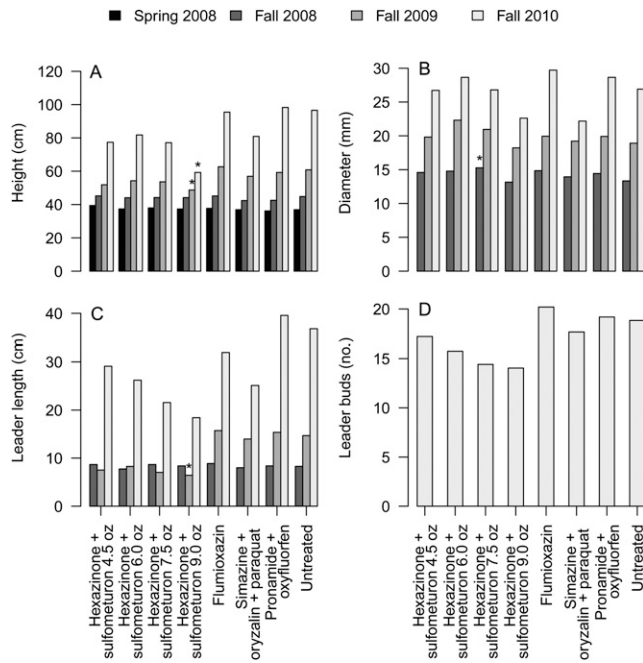 Spring 2008 Fall 2008 Fall 2009 Fall 2010
A
Height (cm)
120
100
80
60
40
20
0
* *
B
Diameter (mm)
30
25
20
15
10
5
0
*
C
Leader length (cm)
40
30
20
10
0
*
D
Leader buds (no.)
20
15
10
5
0
Hexazinone +
sulfometuron 4.5 oz
Hexazinone +
sulfometuron 6.0 oz
Hexazinone +
sulfometuron 7.5 oz
Hexazinone +
sulfometuron 9.0 oz
Flumioxazin
Simazine +
oryzalin + paraquat
Pronamide +
oxyfluorfen
Untreated
Hexazinone +
sulfometuron 4.5 oz
Hexazinone +
sulfometuron 6.0 oz
Hexazinone +
sulfometuron 7.5 oz
Hexazinone +
sulfometuron 9.0 oz
Flumioxazin
Simazine +
oryzalin + paraquat
Pronamide +
oxyfluorfen
Untreated